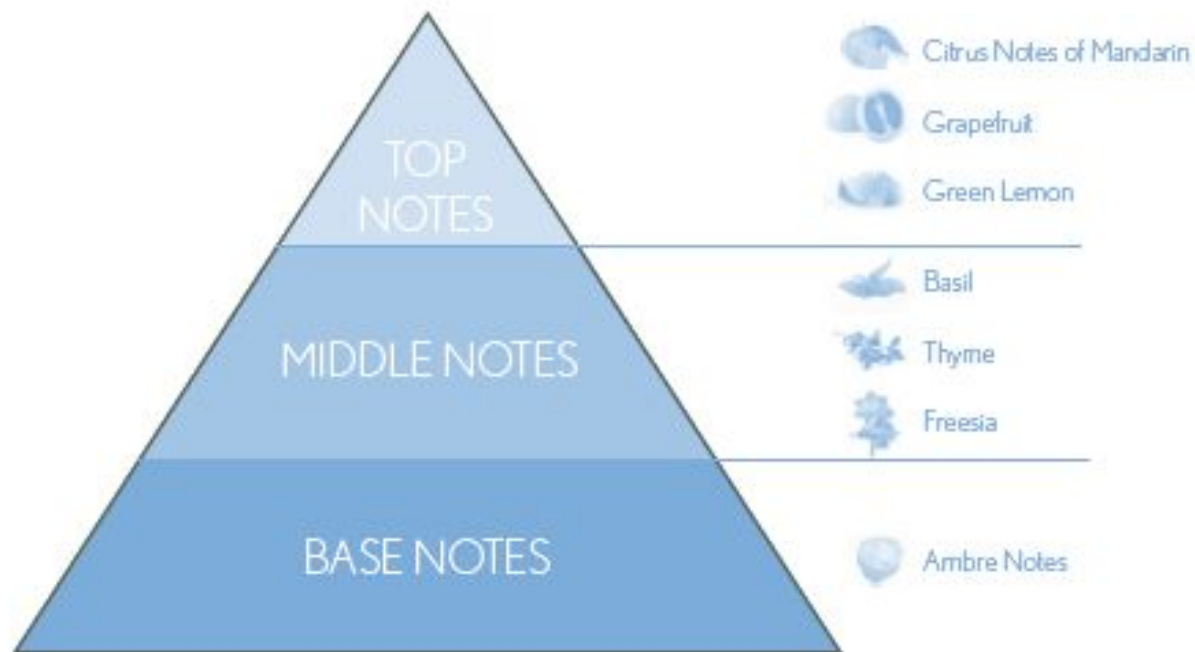 TOP
NOTES
Citrus Notes of Mandarin
Grapefruit
Green Lemon
MIDDLE NOTES
Basil
Thyme
Freesia
BASE NOTES
Ambre Notes